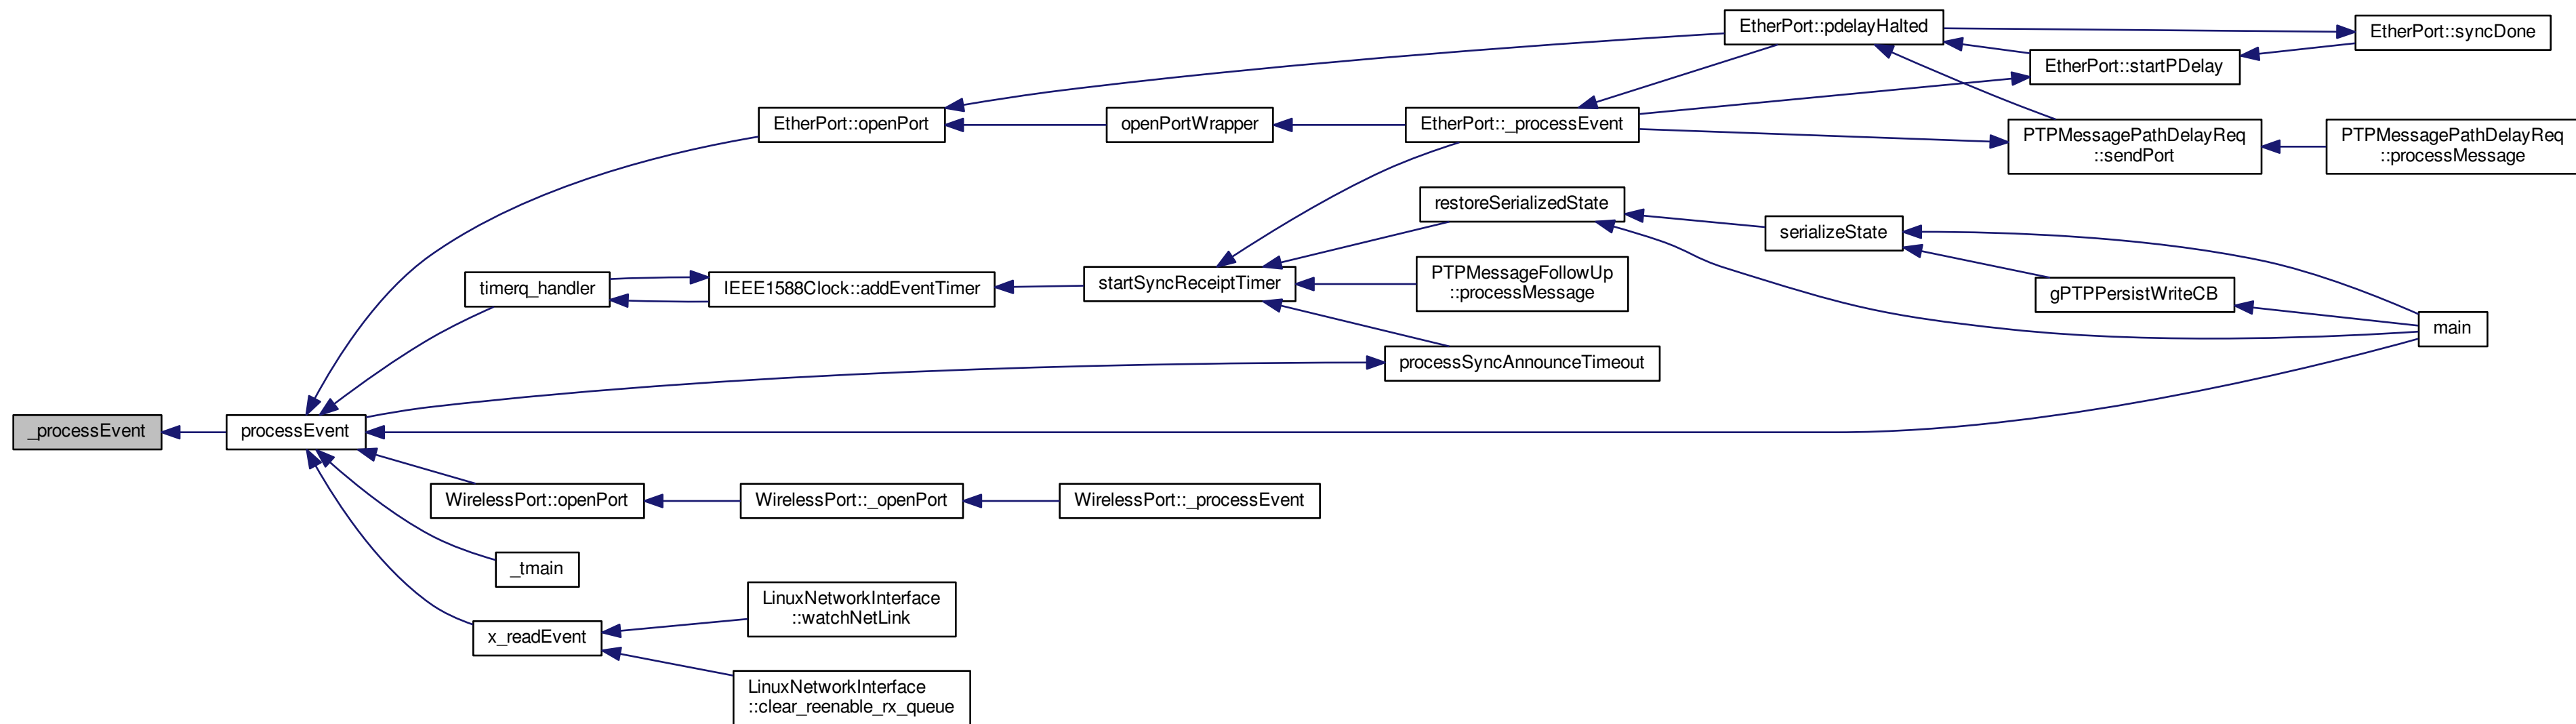 EtherPort::pdelayHalted
EtherPort::syncDone
EtherPort::startPDelay
EtherPort::openPort
openPortWrapper
EtherPort::_processEvent
PTPMessagePathDelayReq
::sendPort
PTPMessagePathDelayReq
::processMessage
restoreSerializedState
serializeState
timerq_handler
IEEE1588Clock::addEventTimer
startSyncReceiptTimer
PTPMessageFollowUp
::processMessage
gPTPPersistWriteCB
main
processSyncAnnounceTimeout
_processEvent
processEvent
WirelessPort::openPort
WirelessPort::_openPort
WirelessPort::_processEvent
_tmain
LinuxNetworkInterface
::watchNetLink
x_readEvent
LinuxNetworkInterface
::clear_reenable_rx_queue